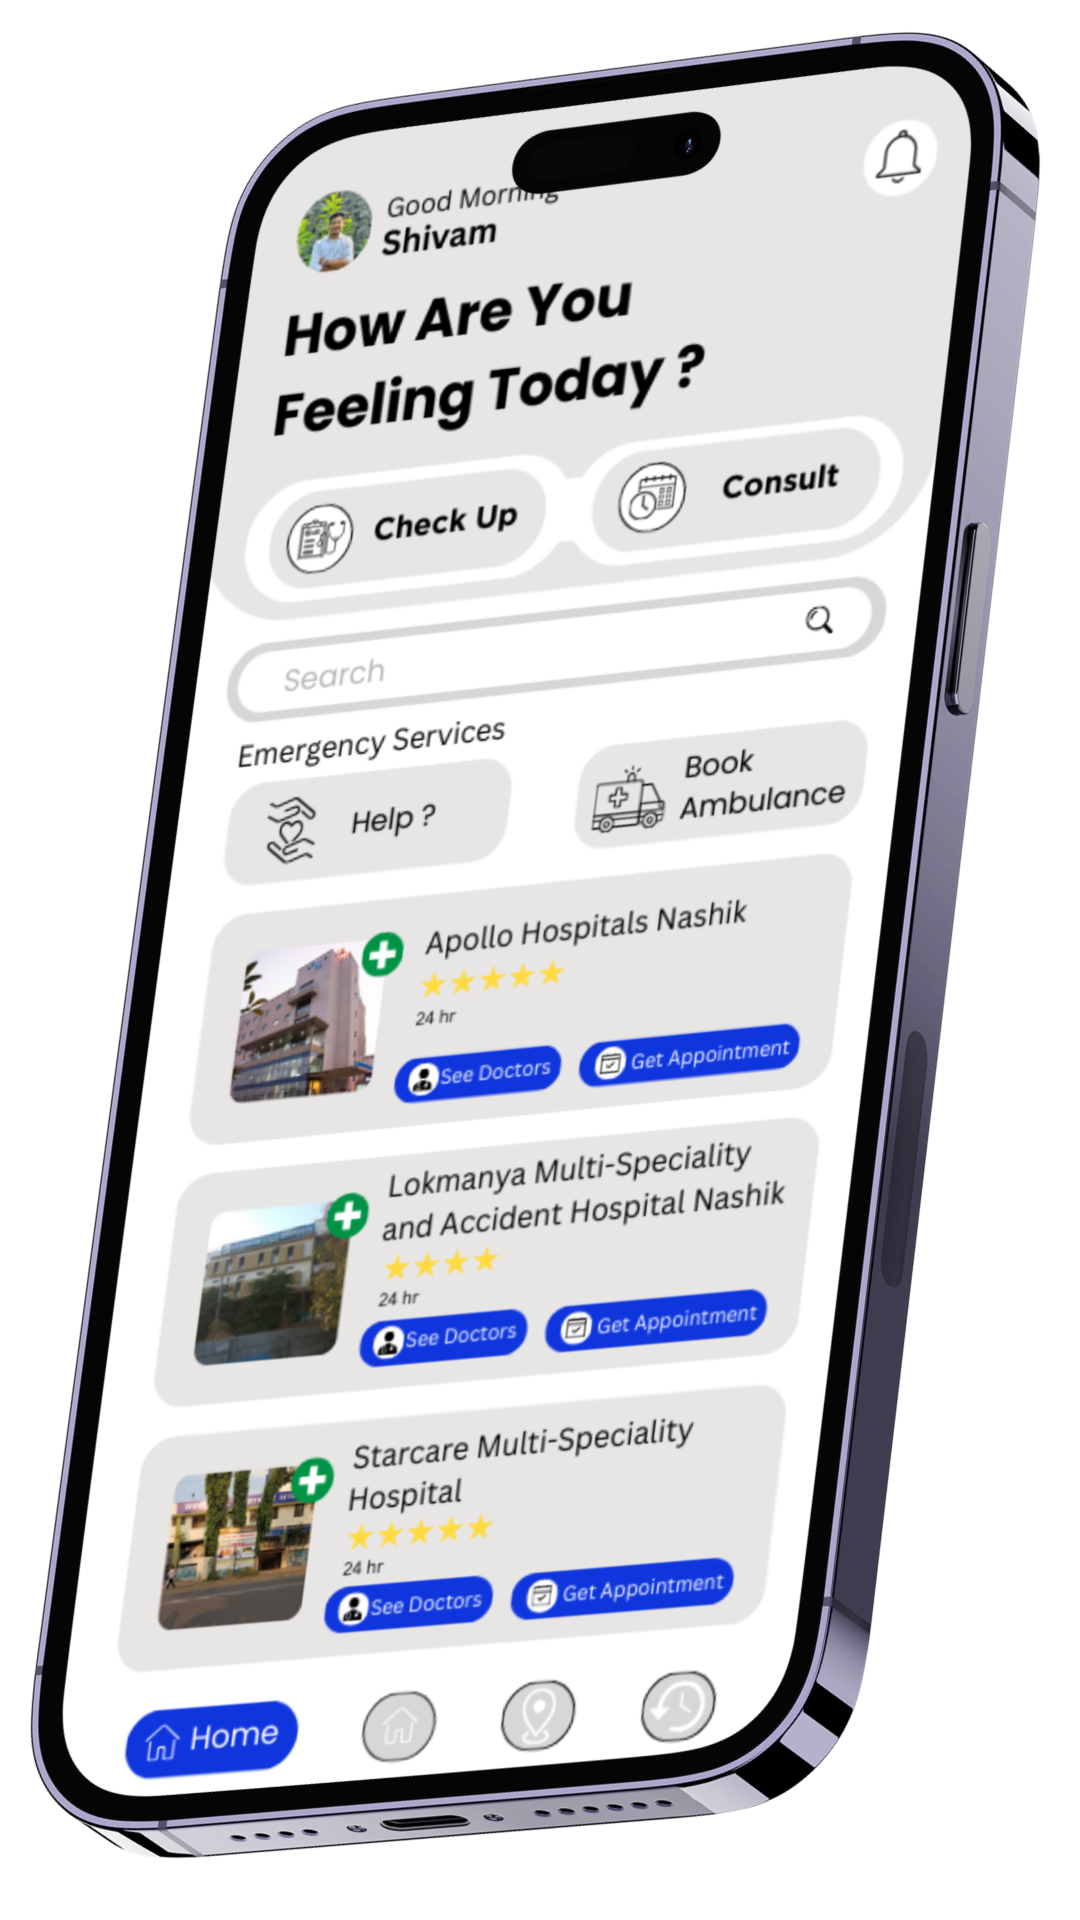 Good Morning
Shivam
How Are You
Feeling Today ?
Check Up
Consult
Search
Emergency Services
Help ?
Book
Ambulance
Apollo Hospitals Nashik
24 hr
See Doctors
Get Appointment
Lokmanya Multi-Speciality
and Accident Hospital Nashik
24 hr
See Doctors
Get Appointment
Starcare Multi-Speciality
Hospital
24 hr
See Doctors
Get Appointment
Home